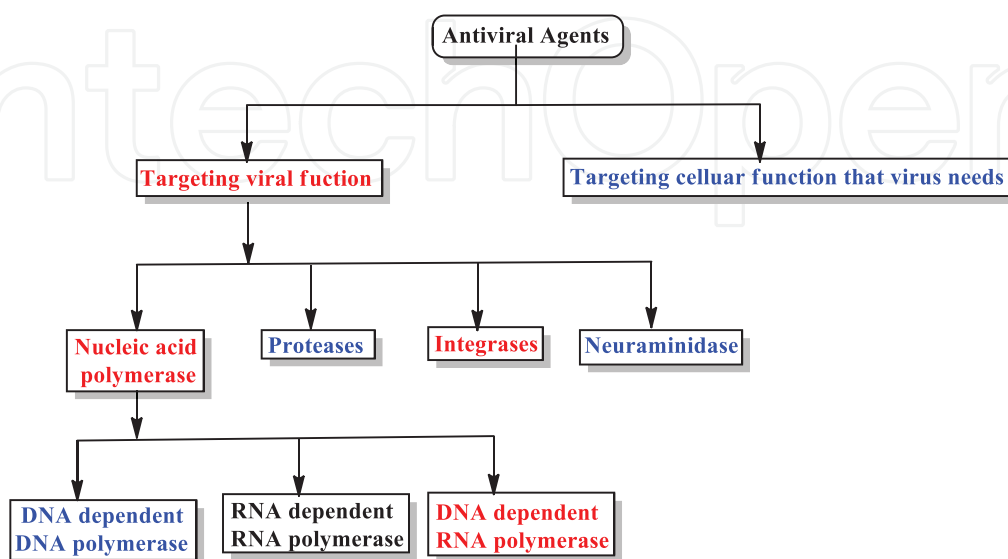 ntechOpen
Antiviral Agents
Targeting viral fuction
Targeting celluar function that virus needs
Nucleic acid
polymerase
Proteases
Integrases
Neuraminidase
DNA dependent
DNA polymerase
RNA dependent
RNA polymerase
DNA dependent
RNA polymerase